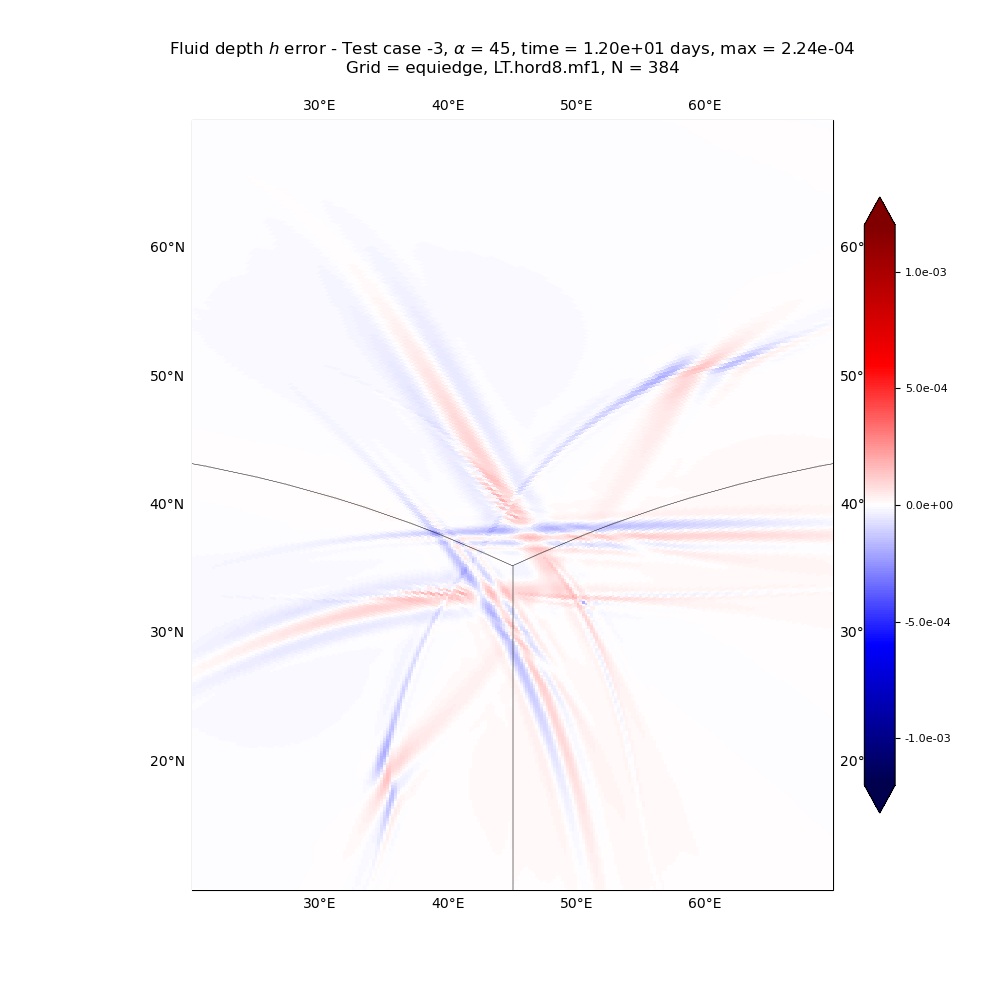 Fluid depth h error - Test case -3, α = 45, time = 1.20e+01 days, max = 2.24e-04
Grid = equiedge, LT.hord8.mf1, N = 384
30°E 40°E 50°E 60°E
60°N 60°
50°N 50°
40°N 40°
30°N 30°
20°N 20°
30°E 40°E 50°E 60°E
1.0e-03
5.0e-04
0.0e+00
-5.0e-04
-1.0e-03